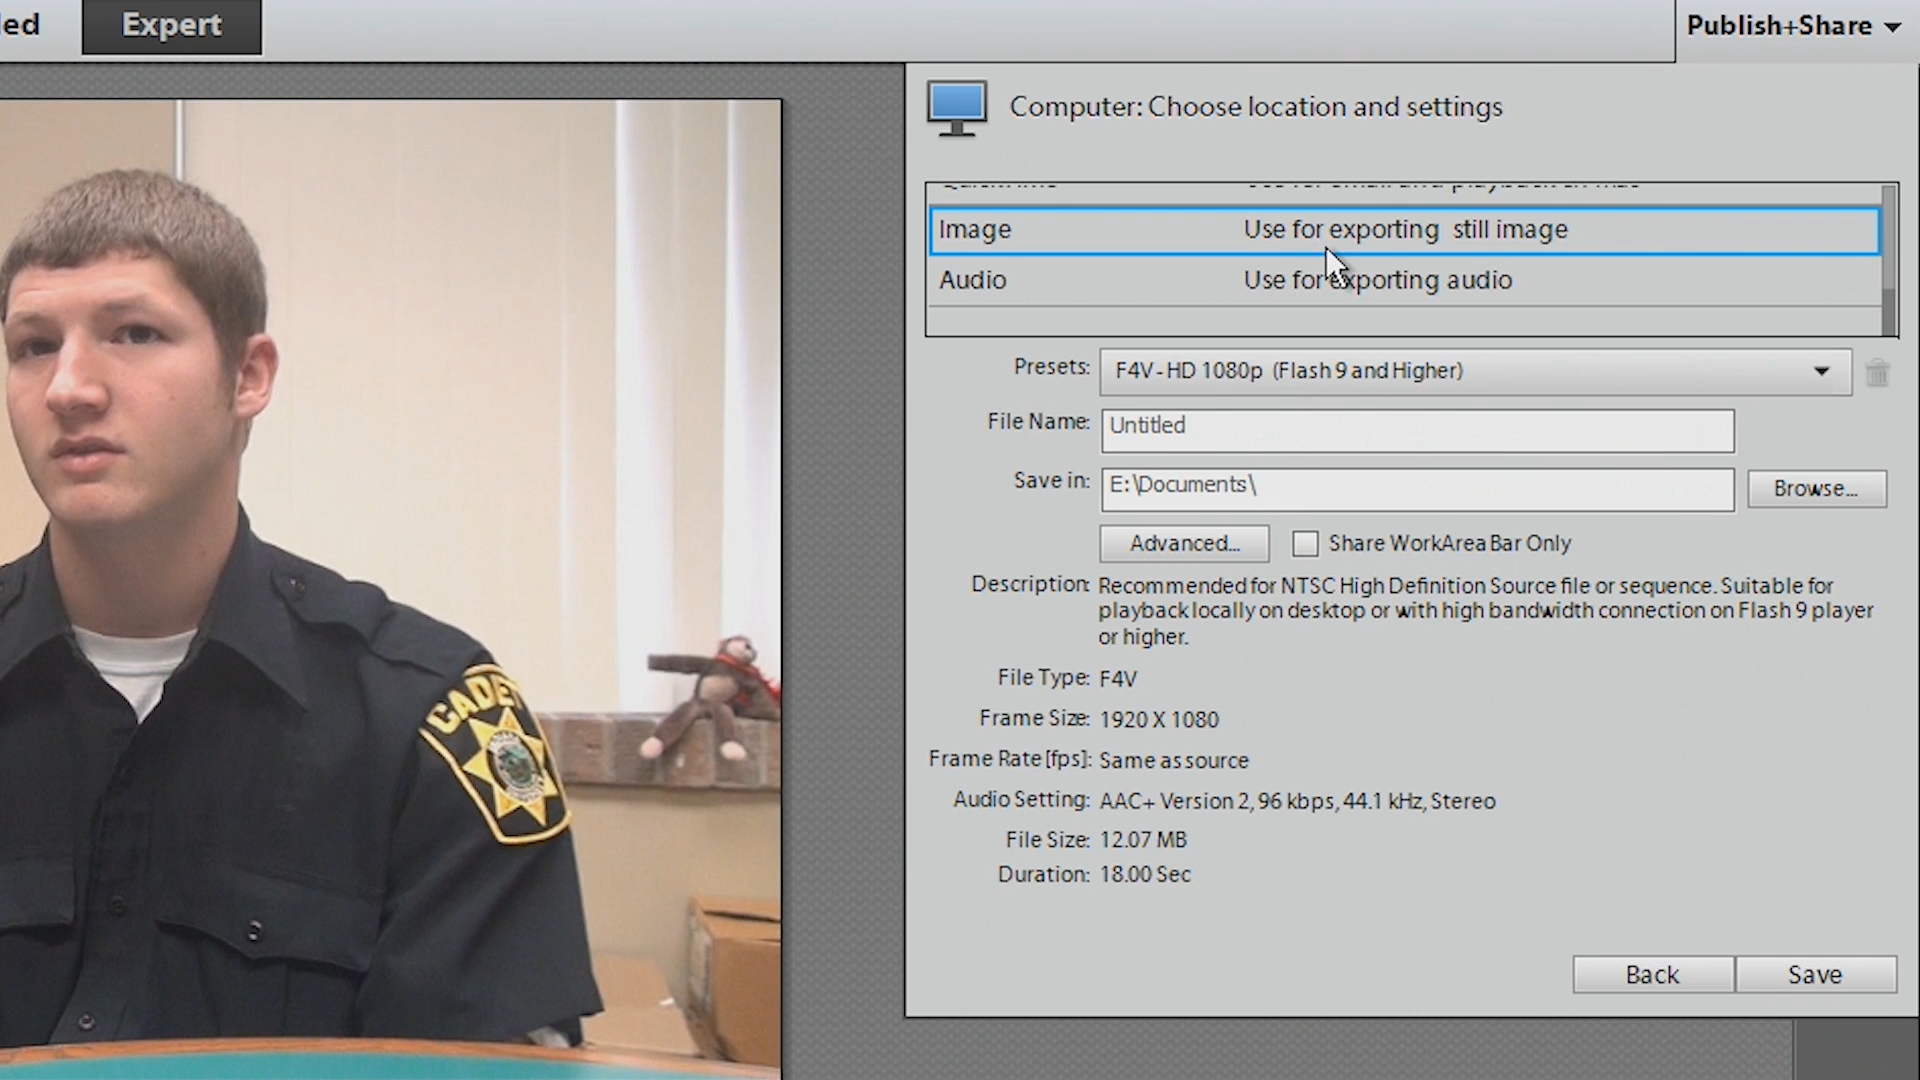 Expert
Publish+Share
Computer: Choose location and settings
Image Use for exporting still image
Audio Use for exporting audio
Presets: F4V - HD 1080p (Flash 9 and Higher)
File Name: Untitled
Save in: E:\Documents\
Browse...
Advanced... Share WorkArea Bar Only
Description: Recommended for NTSC High Definition Source file or sequence. Suitable for
playback locally on desktop or with high bandwidth connection on Flash 9 player
or higher.
File Type: F4V
Frame Size: 1920 X 1080
Frame Rate[fps]: Same as source
Audio Setting: AAC+ Version 2, 96 kbps, 44.1 kHz, Stereo
File Size: 12.07 MB
Duration: 18.00 Sec
Back Save
CADET